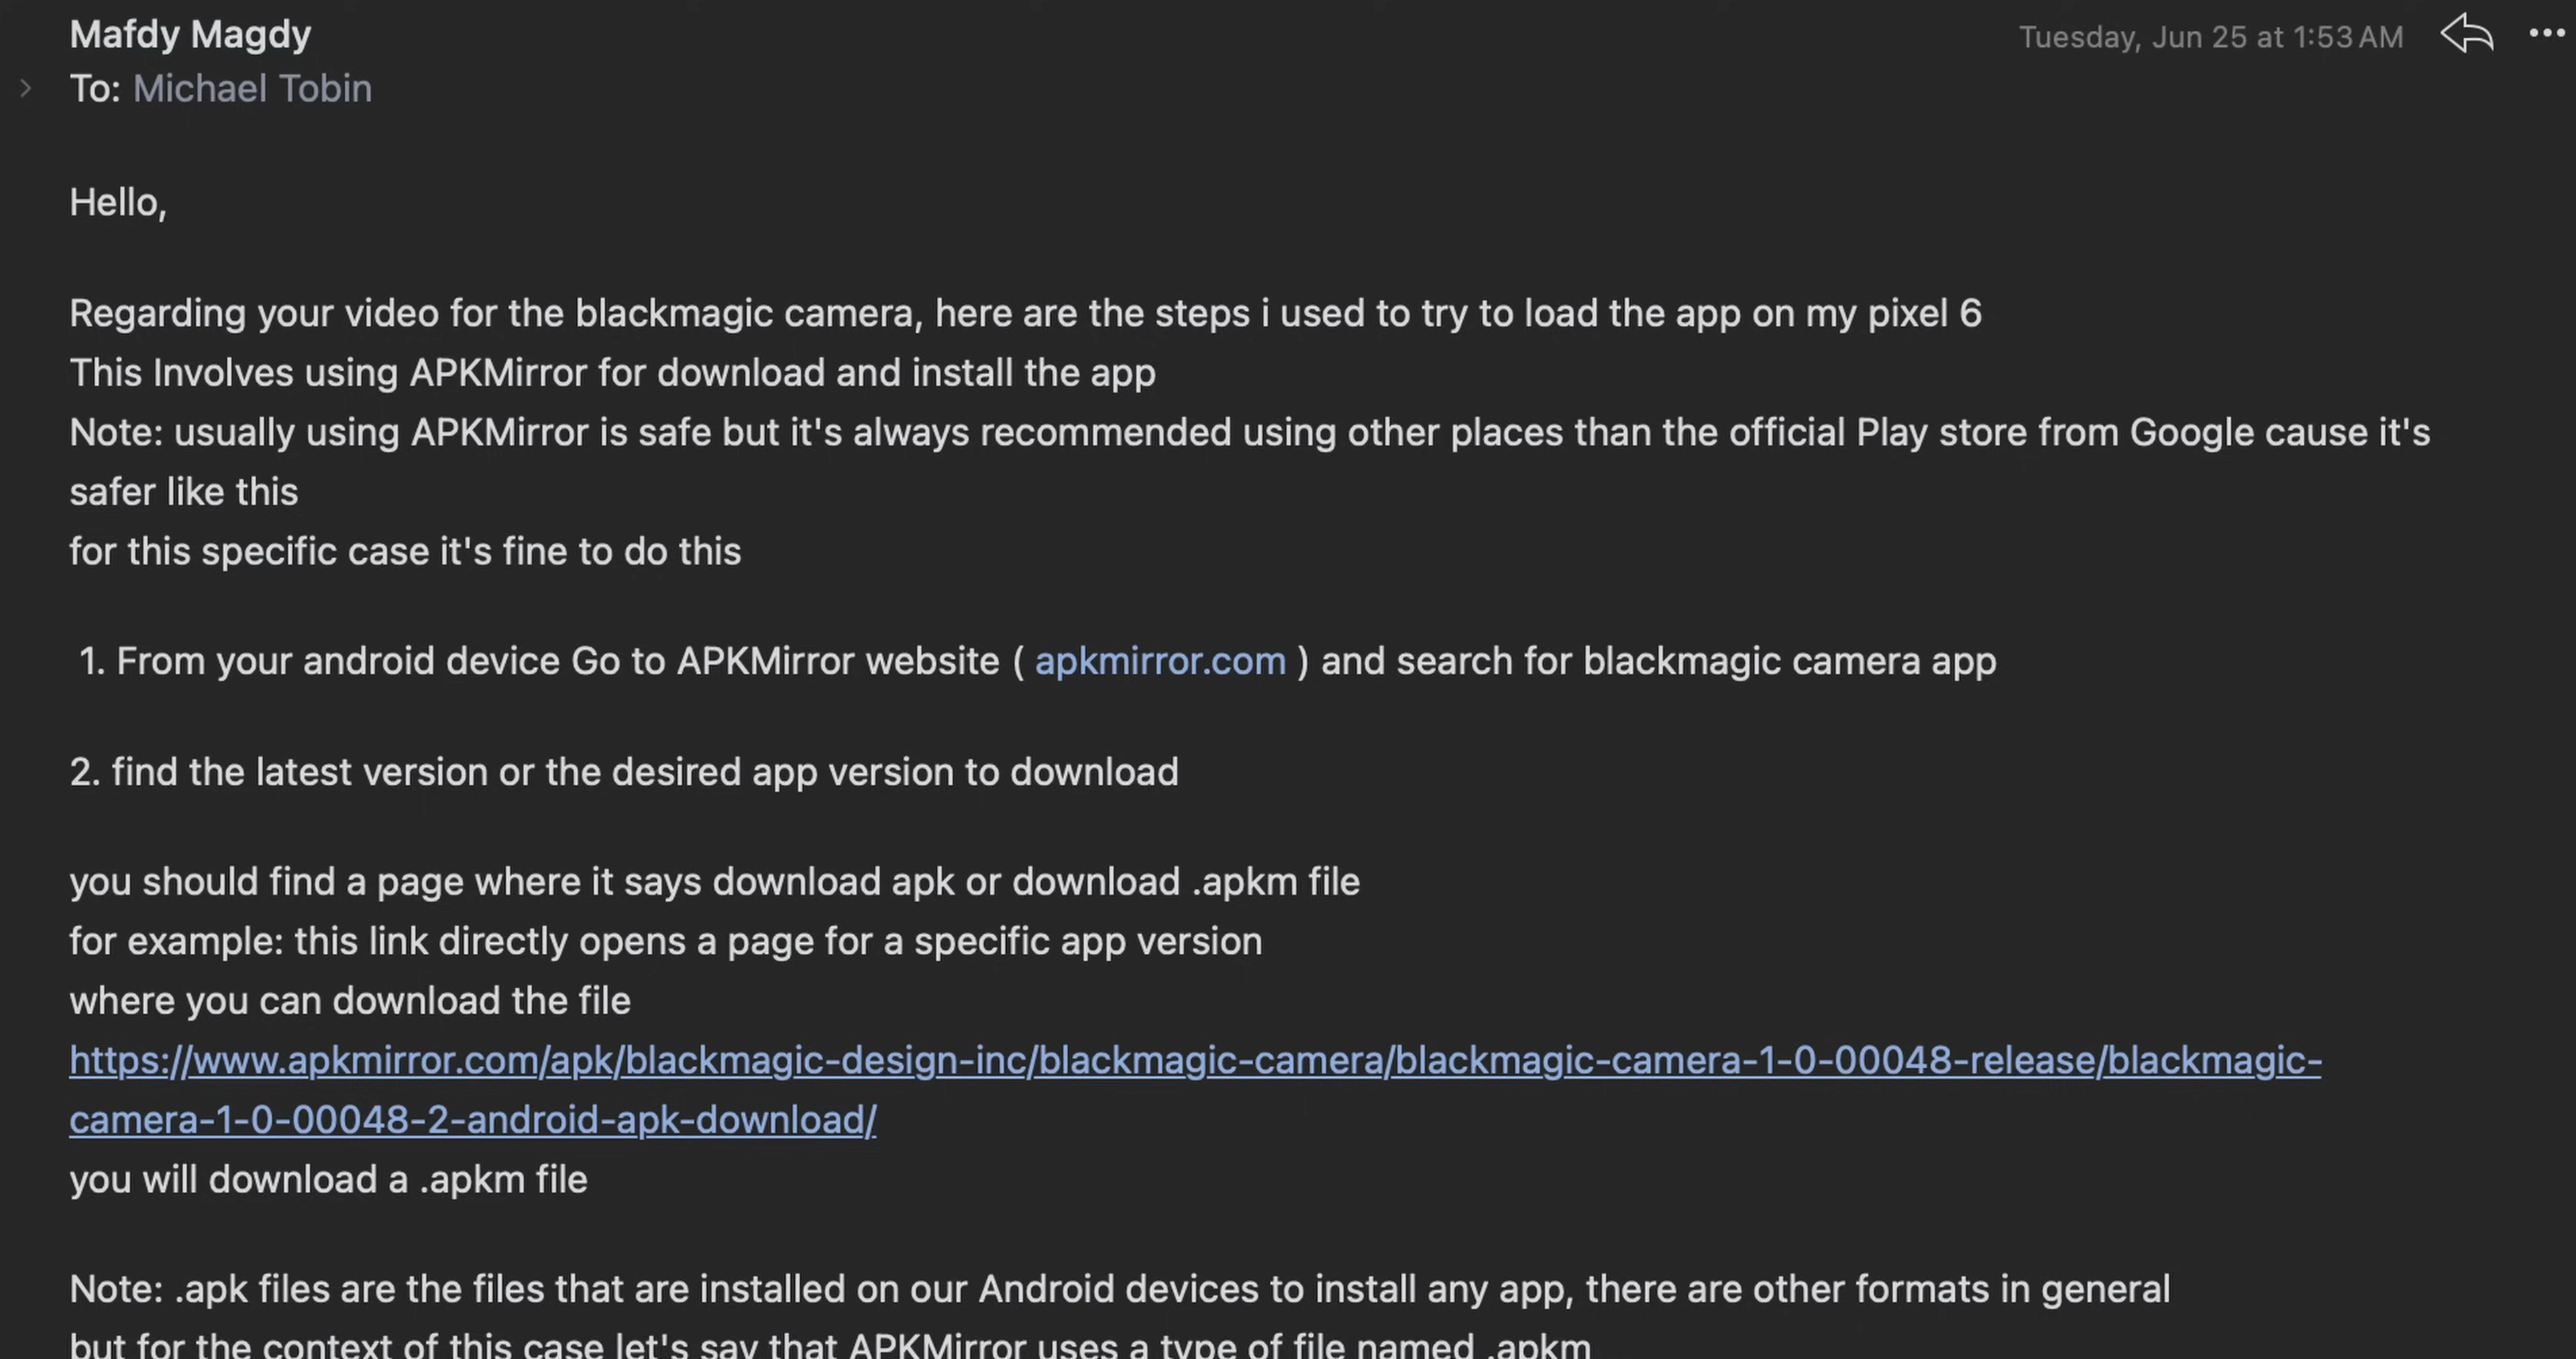 Mafdy Magdy
Tuesday, Jun 25 at 1:53 AM
To: Michael Tobin
Hello,
Regarding your video for the blackmagic camera, here are the steps i used to try to load the app on my pixel 6
This Involves using APKMirror for download and install the app
Note: usually using APKMirror is safe but it's always recommended using other places than the official Play store from Google cause it's
safer like this
for this specific case it's fine to do this
1. From your android device Go to APKMirror website ( apkmirror.com ) and search for blackmagic camera app
2. find the latest version or the desired app version to download
you should find a page where it says download apk or download .apkm file
for example: this link directly opens a page for a specific app version
where you can download the file
https://www.apkmirror.com/apk/blackmagic-design-inc/blackmagic-camera/blackmagic-camera-1-0-00048-release/blackmagic-
camera-1-0-00048-2-android-apk-download/
you will download a .apkm file
Note: .apk files are the files that are installed on our Android devices to install any app, there are other formats in general
but for the context of this case let's say that APKMirror uses a type of file named .apkm